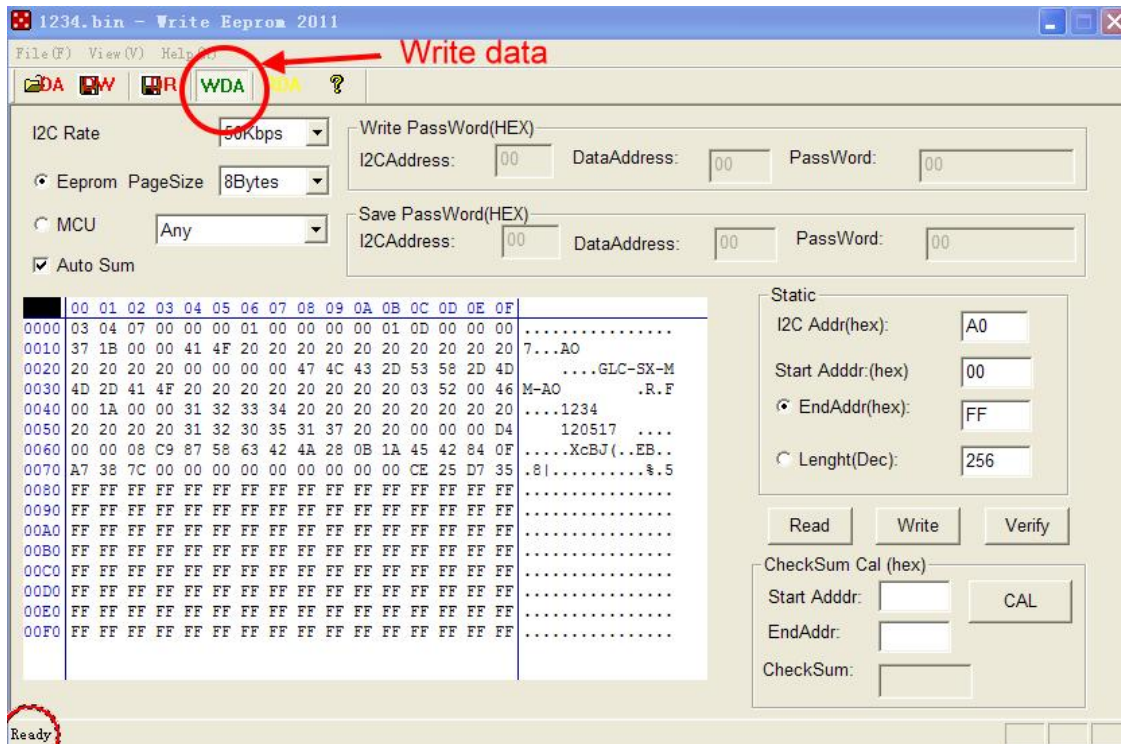 1234.bin - Write Eeprom 2011
File(F) View(V) Help
Write data
DA W R WDA DA ?
I2C Rate 50Kbps
Eeprom PageSize 8Bytes
MCU Any
Auto Sum
Write PassWord(HEX)
I2CAddress: 00 DataAddress: 00 PassWord: 00
Save PassWord(HEX)
I2CAddress: 00 DataAddress: 00 PassWord: 00
00 01 02 03 04 05 06 07 08 09 0A 0B 0C 0D 0E 0F
0000 03 04 07 00 00 00 01 00 00 00 00 01 0D 00 00 00 ................
0010 37 1B 00 00 41 4F 20 20 20 20 20 20 20 20 20 20 7...AO
0020 20 20 20 20 00 00 00 00 47 4C 43 2D 53 58 2D 4D ....GLC-SX-M
0030 4D 2D 41 4F 20 20 20 20 20 20 20 20 03 52 00 46 M-AO .R.F
0040 00 1A 00 00 31 32 33 34 20 20 20 20 20 20 20 20 ....1234
0050 20 20 20 20 31 32 30 35 31 37 20 20 00 00 00 D4 120517 ....
0060 00 00 08 C9 87 58 63 42 4A 28 0B 1A 45 42 84 0F .....XcBJ(..EB..
0070 A7 38 7C 00 00 00 00 00 00 00 00 00 CE 25 D7 35 .8|..........%.5
0080 FF FF FF FF FF FF FF FF FF FF FF FF FF FF FF FF ................
0090 FF FF FF FF FF FF FF FF FF FF FF FF FF FF FF FF ................
00A0 FF FF FF FF FF FF FF FF FF FF FF FF FF FF FF FF ................
00B0 FF FF FF FF FF FF FF FF FF FF FF FF FF FF FF FF ................
00C0 FF FF FF FF FF FF FF FF FF FF FF FF FF FF FF FF ................
00D0 FF FF FF FF FF FF FF FF FF FF FF FF FF FF FF FF ................
00E0 FF FF FF FF FF FF FF FF FF FF FF FF FF FF FF FF ................
00F0 FF FF FF FF FF FF FF FF FF FF FF FF FF FF FF FF ................
Static
I2C Addr(hex): A0
Start Adddr:(hex) 00
EndAddr(hex): FF
Lenght(Dec): 256
Read Write Verify
CheckSum Cal (hex)
Start Adddr: CAL
EndAddr:
CheckSum:
Ready